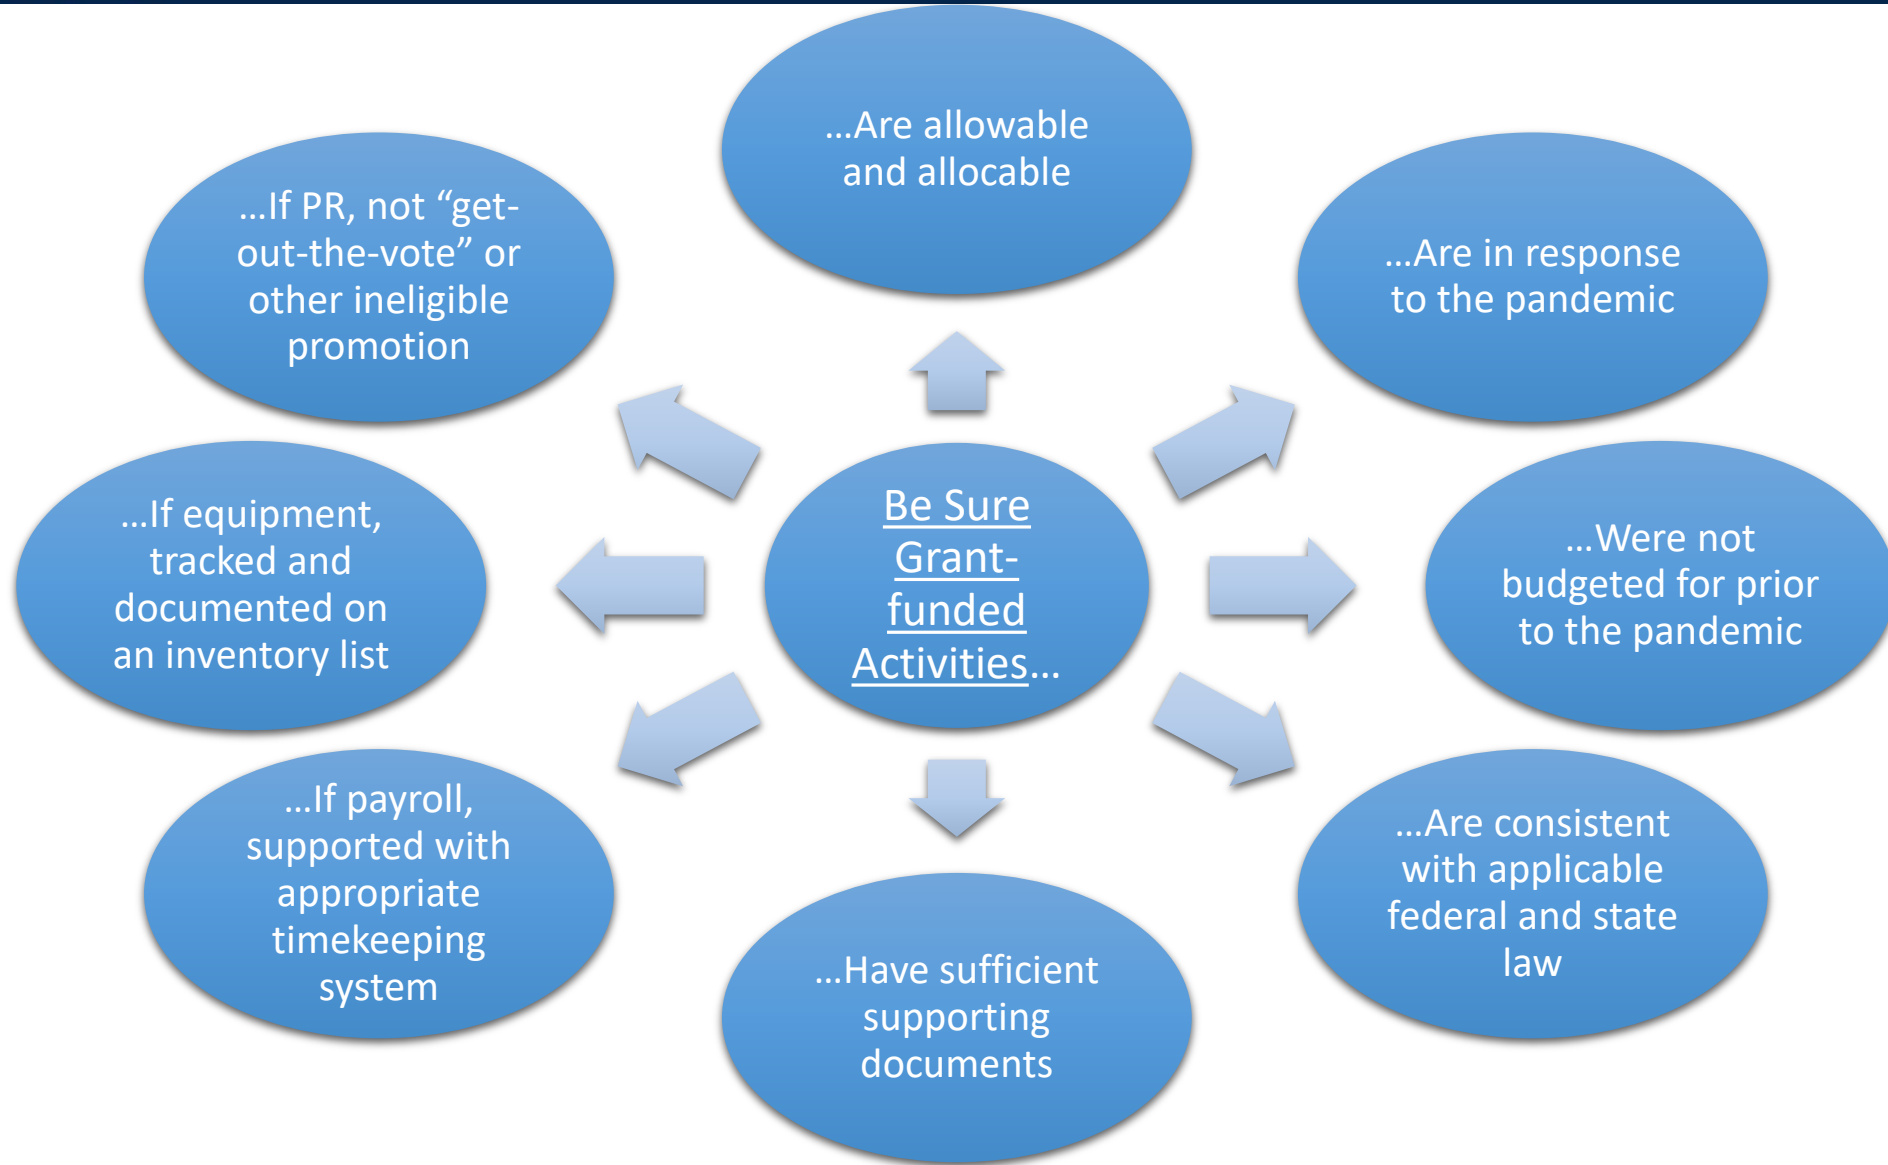 …Are allowable
and allocable
…Are in response
to the pandemic
…Were not
budgeted for prior
to the pandemic
…Are consistent
with applicable
federal and state
law
…Have sufficient
supporting
documents
…If payroll,
supported with
appropriate
timekeeping
system
…If equipment,
tracked and
documented on
an inventory list
…If PR, not “get-
out-the-vote” or
other ineligible
promotion
Be Sure
Grant-
funded
Activities…